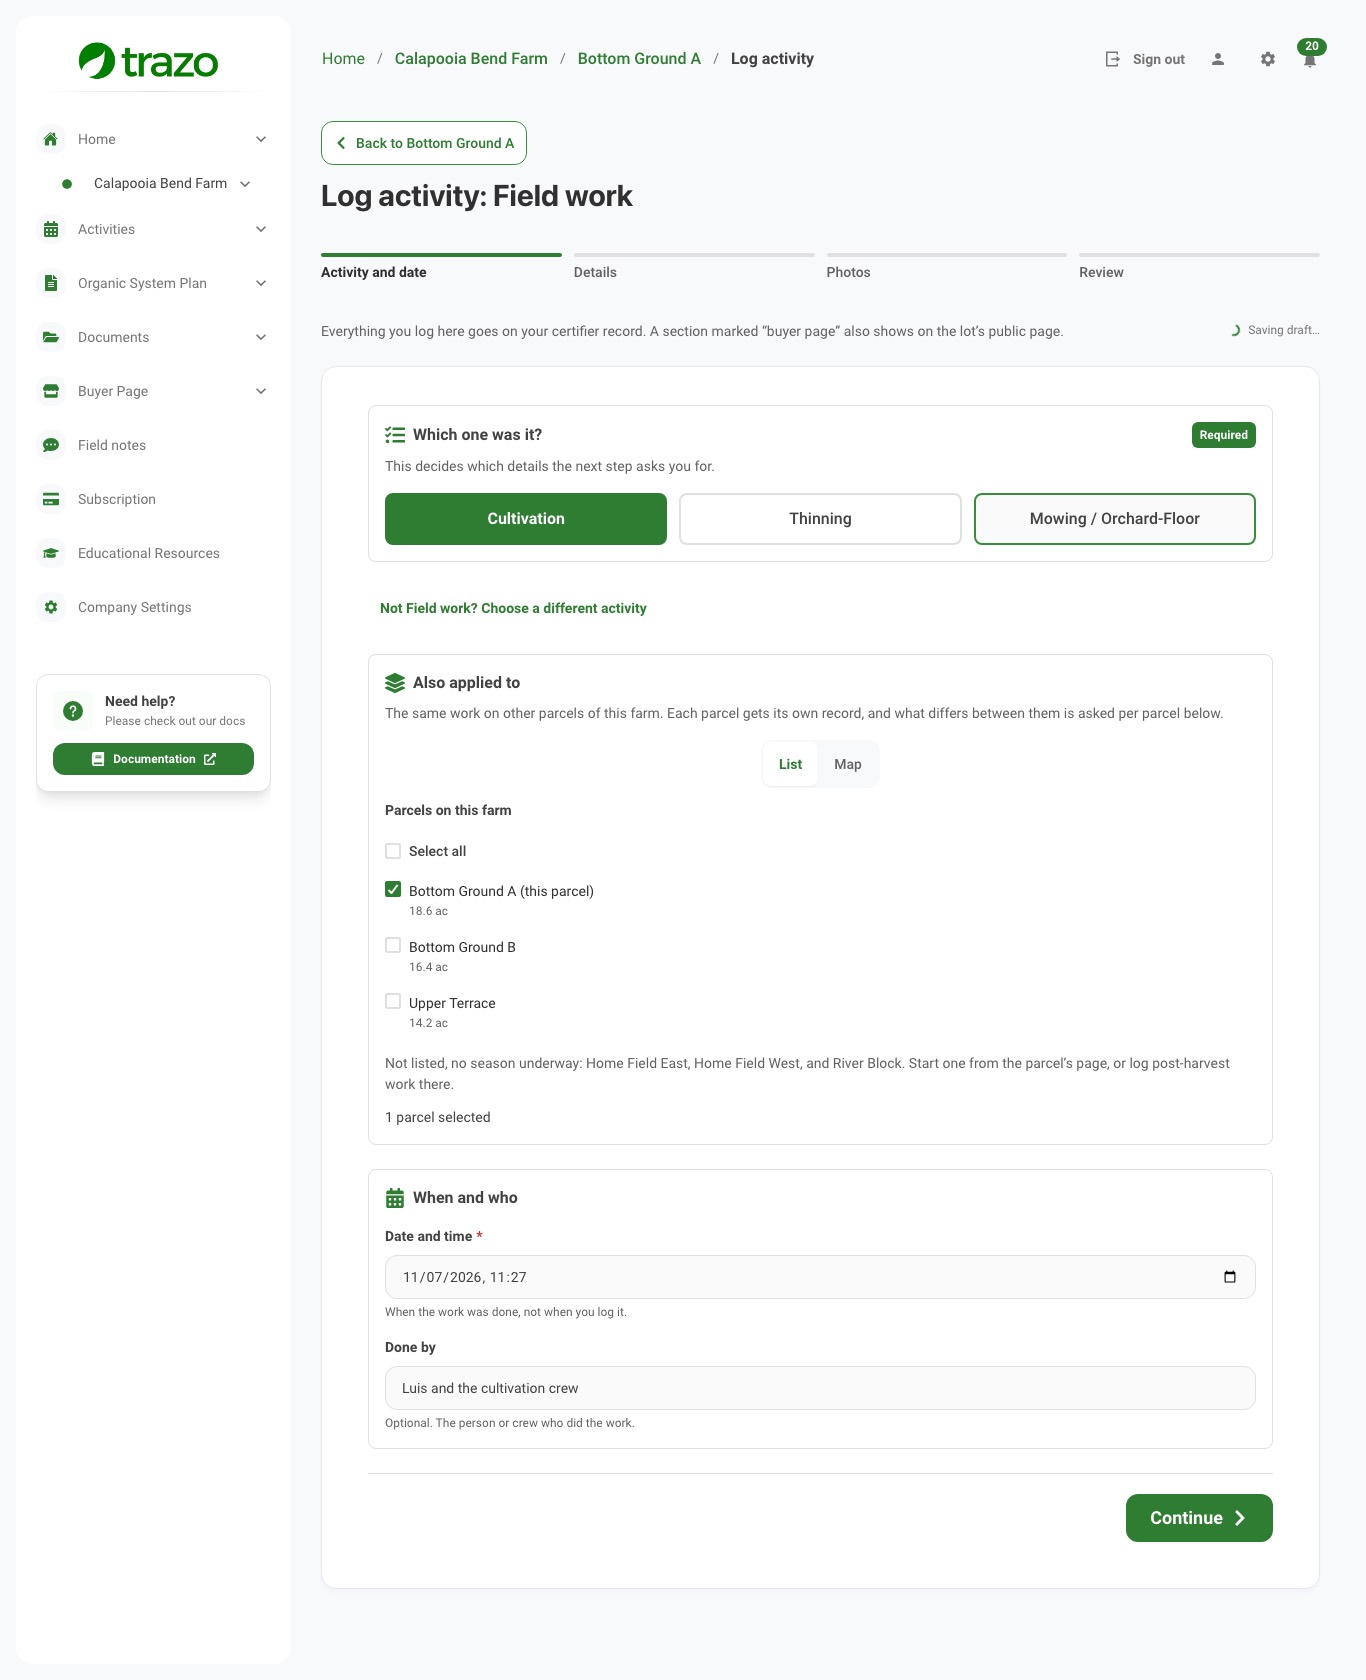 trazo
Home / Calapooia Bend Farm / Bottom Ground A / Log activity
Sign out
20
Home
Calapooia Bend Farm
Activities
Organic System Plan
Documents
Buyer Page
Field notes
Subscription
Educational Resources
Company Settings
Need help?
Please check out our docs
Documentation
Back to Bottom Ground A
Log activity: Field work
Activity and date
Details
Photos
Review
Everything you log here goes on your certifier record. A section marked “buyer page” also shows on the lot’s public page.
Saving draft…
Which one was it?
Required
This decides which details the next step asks you for.
Cultivation
Thinning
Mowing / Orchard-Floor
Not Field work? Choose a different activity
Also applied to
The same work on other parcels of this farm. Each parcel gets its own record, and what differs between them is asked per parcel below.
List
Map
Parcels on this farm
Select all
Bottom Ground A (this parcel)
18.6 ac
Bottom Ground B
16.4 ac
Upper Terrace
14.2 ac
Not listed, no season underway: Home Field East, Home Field West, and River Block. Start one from the parcel’s page, or log post-harvest
work there.
1 parcel selected
When and who
Date and time *
11/07/2026, 11:27
When the work was done, not when you log it.
Done by
Luis and the cultivation crew
Optional. The person or crew who did the work.
Continue